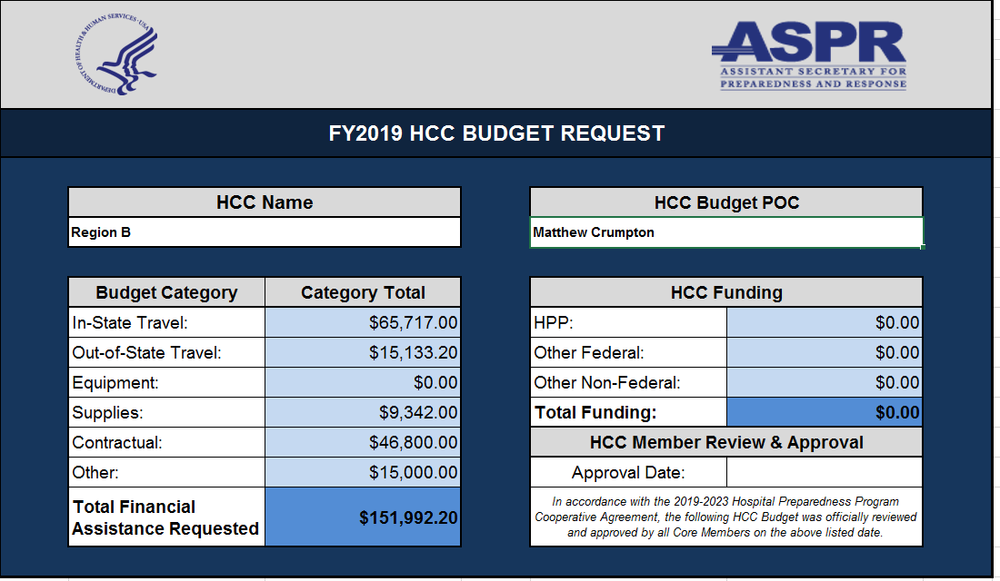 DEPARTMENT OF HEALTH & HUMAN SERVICES · USA
ASPR
ASSISTANT SECRETARY FOR
PREPAREDNESS AND RESPONSE
FY2019 HCC BUDGET REQUEST
HCC Name
Region B
HCC Budget POC
Matthew Crumpton
Budget Category Category Total
In-State Travel: $65,717.00
Out-of-State Travel: $15,133.20
Equipment: $0.00
Supplies: $9,342.00
Contractual: $46,800.00
Other: $15,000.00
Total Financial
Assistance Requested $151,992.20
HCC Funding
HPP: $0.00
Other Federal: $0.00
Other Non-Federal: $0.00
Total Funding: $0.00
HCC Member Review & Approval
Approval Date:
In accordance with the 2019-2023 Hospital Preparedness Program
Cooperative Agreement, the following HCC Budget was officially reviewed
and approved by all Core Members on the above listed date.